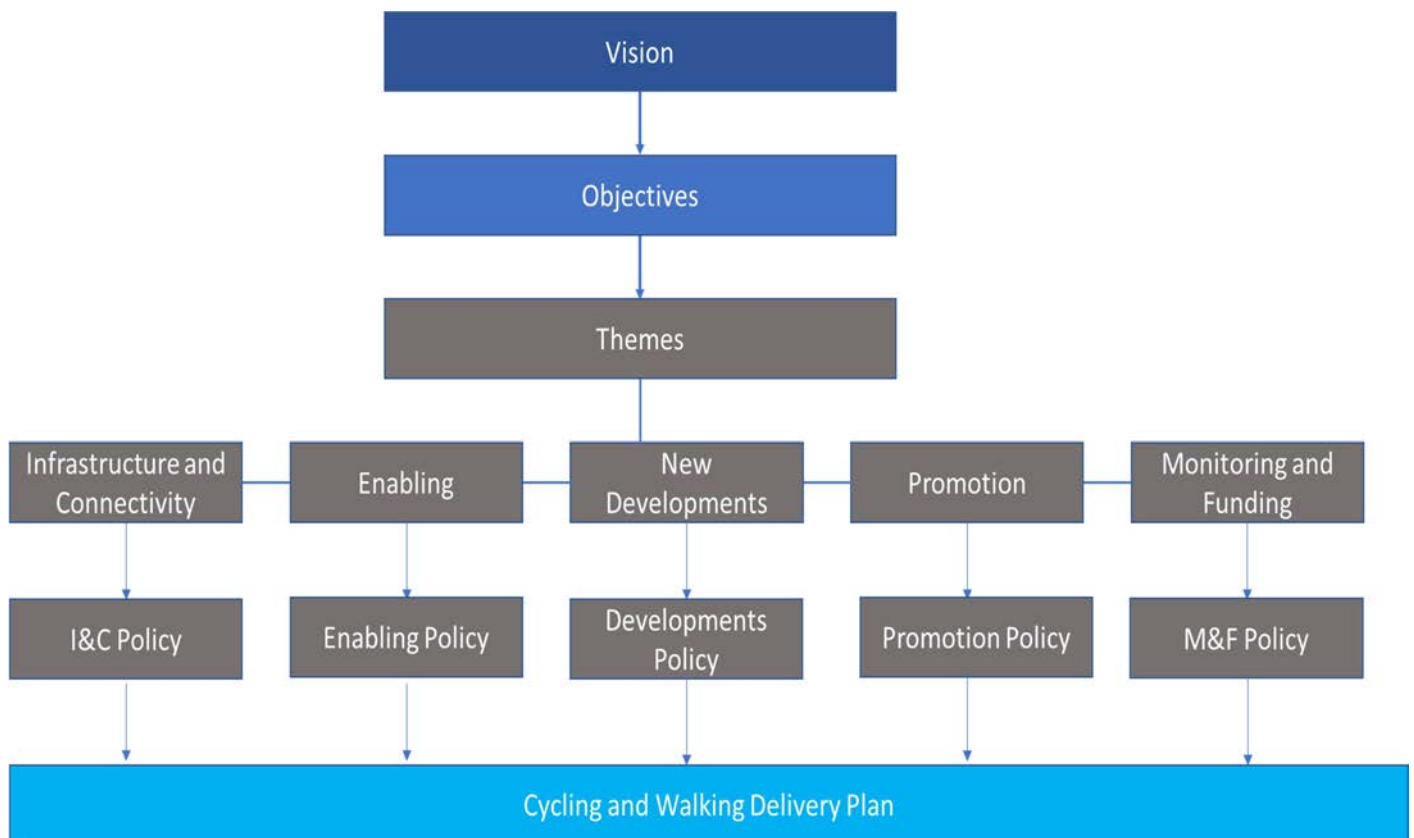 Vision
Objectives
Themes
Infrastructure and
Connectivity
Enabling
New
Developments
Promotion
Monitoring and
Funding
I&C Policy
Enabling Policy
Developments
Policy
Promotion Policy
M&F Policy
Cycling and Walking Delivery Plan